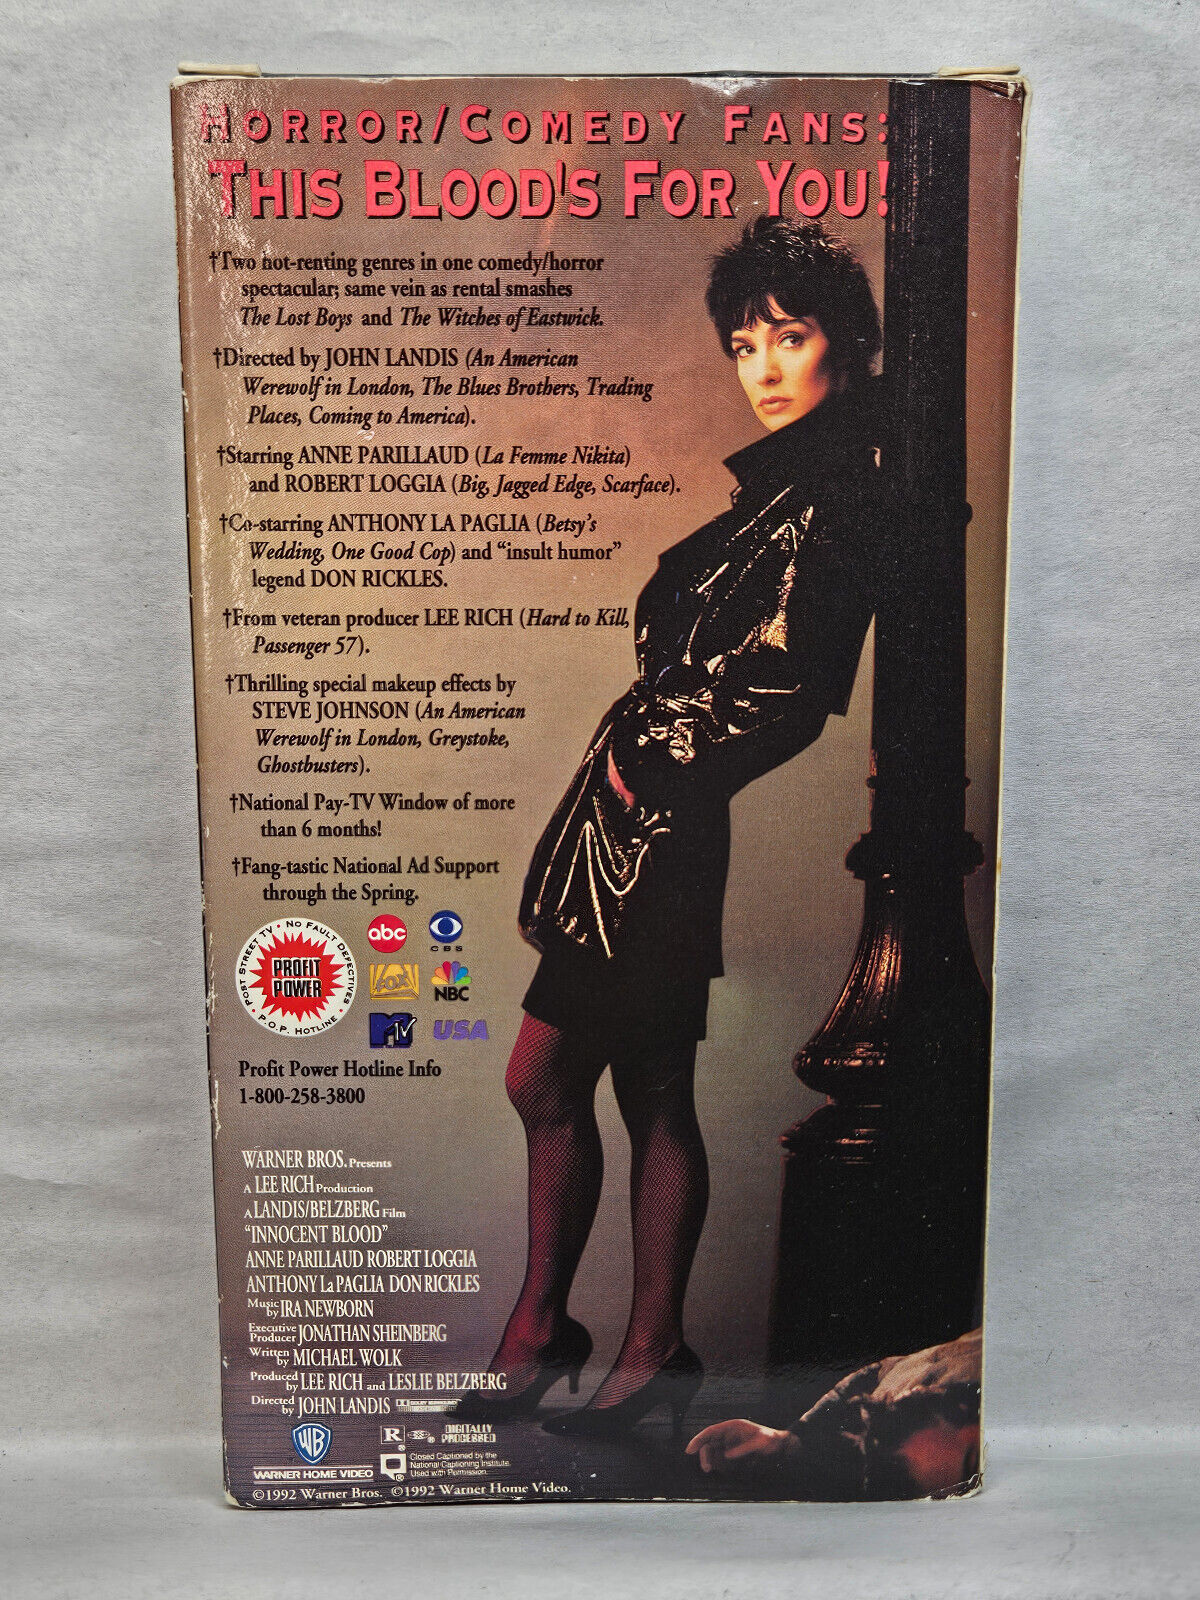 HORROR/COMEDY FANS:
THIS BLOOD'S FOR YOU!
†Two hot-renting genres in one comedy/horror
spectacular; same vein as rental smashes
The Lost Boys and The Witches of Eastwick.
†Directed by JOHN LANDIS (An American
Werewolf in London, The Blues Brothers, Trading
Places, Coming to America).
†Starring ANNE PARILLAUD (La Femme Nikita)
and ROBERT LOGGIA (Big, Jagged Edge, Scarface).
†Co-starring ANTHONY LA PAGLIA (Betsy's
Wedding, One Good Cop) and “insult humor”
legend DON RICKLES.
†From veteran producer LEE RICH (Hard to Kill,
Passenger 57).
†Thrilling special makeup effects by
STEVE JOHNSON (An American
Werewolf in London, Greystoke,
Ghostbusters).
†National Pay-TV Window of more
than 6 months!
†Fang-tastic National Ad Support
through the Spring.
POST STREET TV • NO FAULT DEFECTIVES • P.O.P. HOTLINE •
PROFIT
POWER
abc
CBS
FOX
NBC
MTV
USA
Profit Power Hotline Info
1-800-258-3800
WARNER BROS. Presents
A LEE RICH Production
A LANDIS/BELZBERG Film
“INNOCENT BLOOD”
ANNE PARILLAUD ROBERT LOGGIA
ANTHONY LaPAGLIA DON RICKLES
Music by IRA NEWBORN
Executive Producer JONATHAN SHEINBERG
Written by MICHAEL WOLK
Produced by LEE RICH and LESLIE BELZBERG
Directed by JOHN LANDIS
WB
WARNER HOME VIDEO
R
®
DIGITALLY
PROCESSED
Closed Captioned by the
National Captioning Institute.
Used with Permission.
©1992 Warner Bros. ©1992 Warner Home Video.